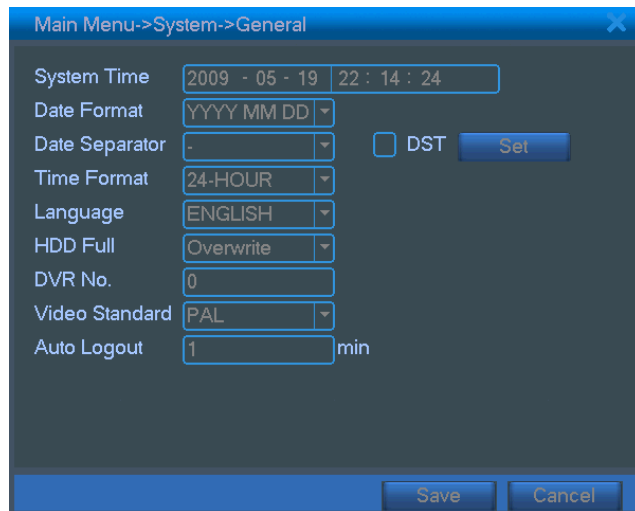 Main Menu->System->General
System Time 2009 - 05 - 19 22 : 14 : 24
Date Format YYYY MM DD
Date Separator - DST Set
Time Format 24-HOUR
Language ENGLISH
HDD Full Overwrite
DVR No. 0
Video Standard PAL
Auto Logout 1 min
Save Cancel